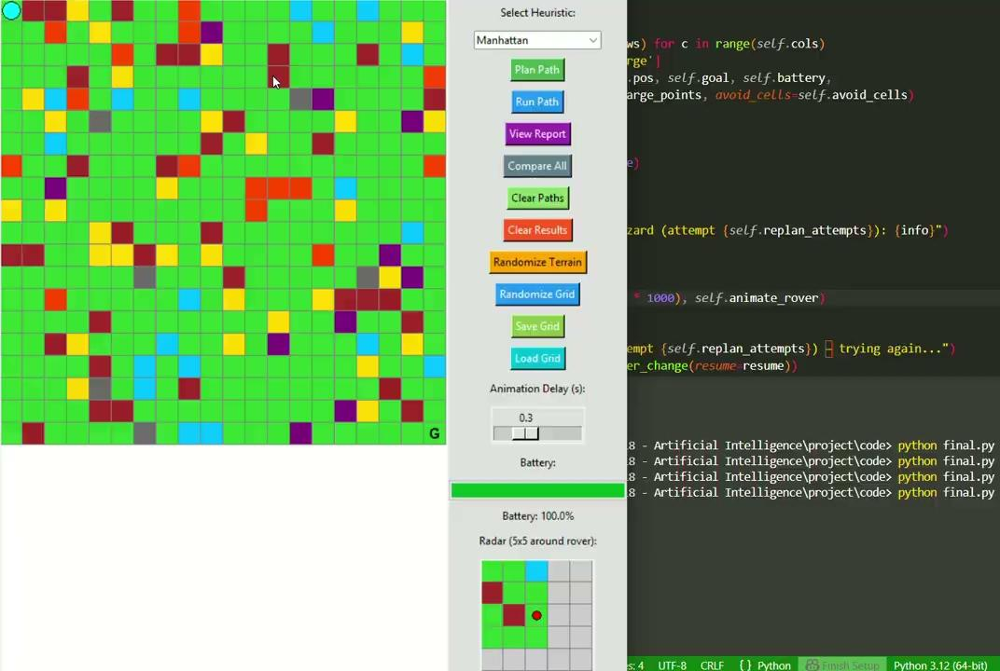 Select Heuristic:
Manhattan
Plan Path
Run Path
View Report
Compare All
Clear Paths
Clear Results
Randomize Terrain
Randomize Grid
Save Grid
Load Grid
Animation Delay (s):
0.3
Battery:
Battery: 100.0%
Radar (5x5 around rover):
G
ws) for c in range(self.cols)
rge']
.pos, self.goal, self.battery,
arge_points, avoid_cells=self.avoid_cells)
e)
zard (attempt {self.replan_attempts}): {info}")
* 1000), self.animate_rover)
empt {self.replan_attempts}) – trying again...")
er_change(resume=resume))
18 - Artificial Intelligence\project\code> python final.py
18 - Artificial Intelligence\project\code> python final.py
18 - Artificial Intelligence\project\code> python final.py
18 - Artificial Intelligence\project\code> python final.py
es: 4 UTF-8 CRLF {} Python Finish Setup Python 3.12 (64-bit)